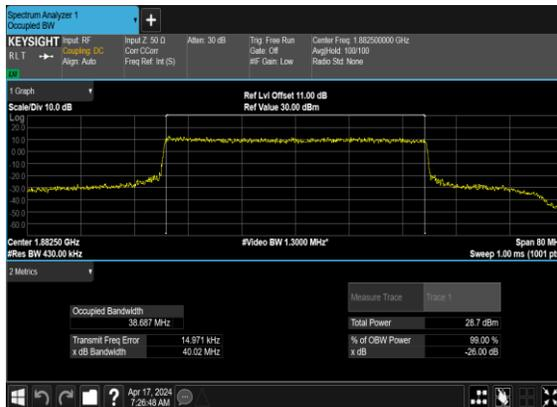 Spectrum Analyzer 1
Occupied BW
KEYSIGHT Input: RF
R L T Coupling: DC
Align: Auto
Input Z: 50 Ω
Corr CCorr
Freq Ref: Int (S)
Atten: 30 dB
Trig: Free Run
Gate: Off
#IF Gain: Low
Center Freq: 1.882500000 GHz
Avg|Hold: 100/100
Radio Std: None
LXI
1 Graph
Scale/Div 10.0 dB
Ref Lvl Offset 11.00 dB
Ref Value 30.00 dBm
Log
20.0
10.0
0.00
-10.0
-20.0
-30.0
-40.0
-50.0
-60.0
Center 1.88250 GHz
#Res BW 430.00 kHz
#Video BW 1.3000 MHz*
Span 80 MH
Sweep 1.00 ms (1001 pt
2 Metrics
Occupied Bandwidth
38.687 MHz
Transmit Freq Error 14.971 kHz
x dB Bandwidth 40.02 MHz
Measure Trace Trace 1
Total Power 28.7 dBm
% of OBW Power 99.00 %
x dB -26.00 dB
Apr 17, 2024
7:26:48 AM